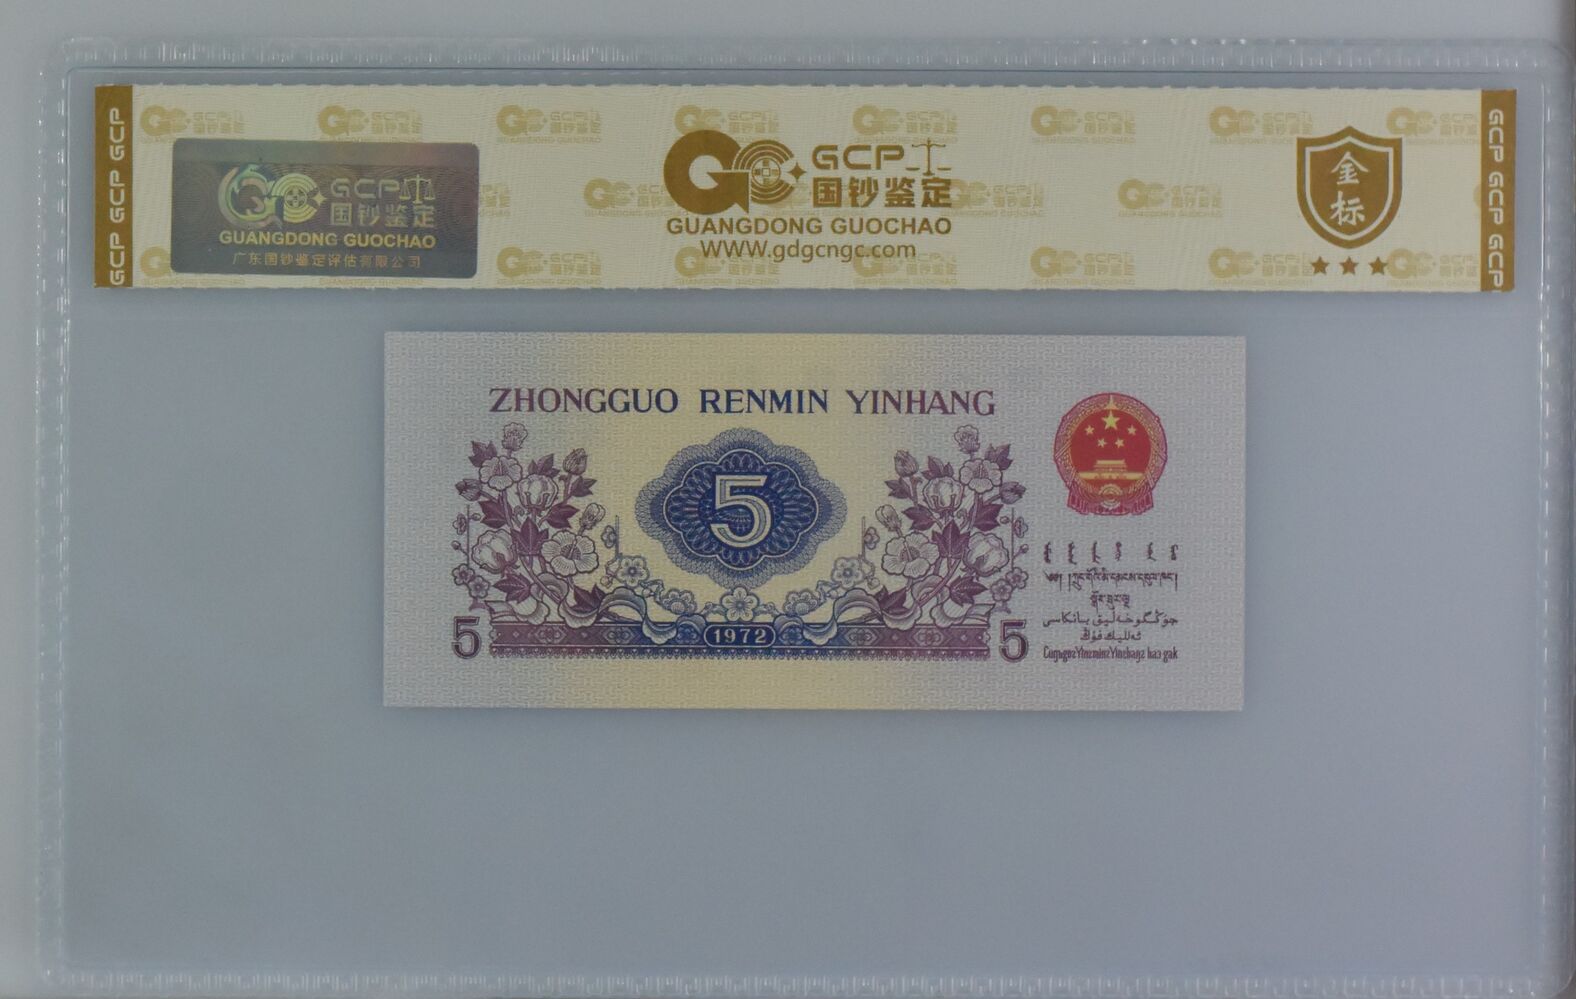 GCP GCP GCP
GCP 国钞鉴定
GUANGDONG GUOCHAO
广东国钞鉴定评估有限公司
GCP
国钞鉴定
GUANGDONG GUOCHAO
WWW.gdgcngc.com
金标
GCP GCP GCP
ZHONGGUO RENMIN YINHANG
5
5
1972
5